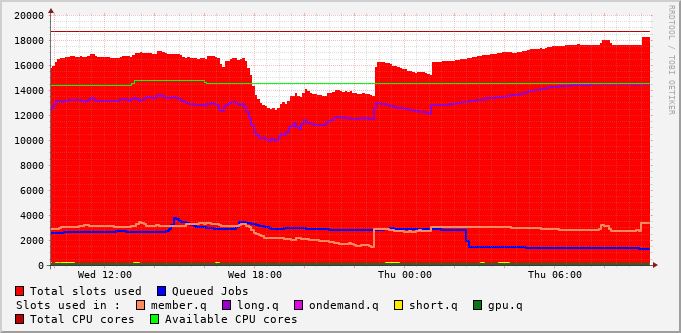 20000
18000
16000
14000
12000
10000
8000
6000
4000
2000
0
Wed 12:00 Wed 18:00 Thu 00:00 Thu 06:00
RRDTOOL / TOBI OETIKER
Total slots used Queued Jobs
Slots used in : member.q long.q ondemand.q short.q gpu.q
Total CPU cores Available CPU cores